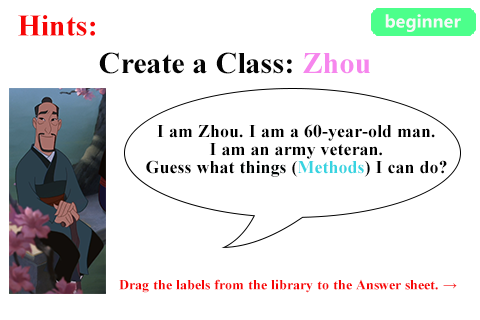 Hints:
beginner
Create a Class: Zhou
I am Zhou. I am a 60-year-old man.
I am an army veteran.
Guess what things (Methods) I can do?
Drag the labels from the library to the Answer sheet. →